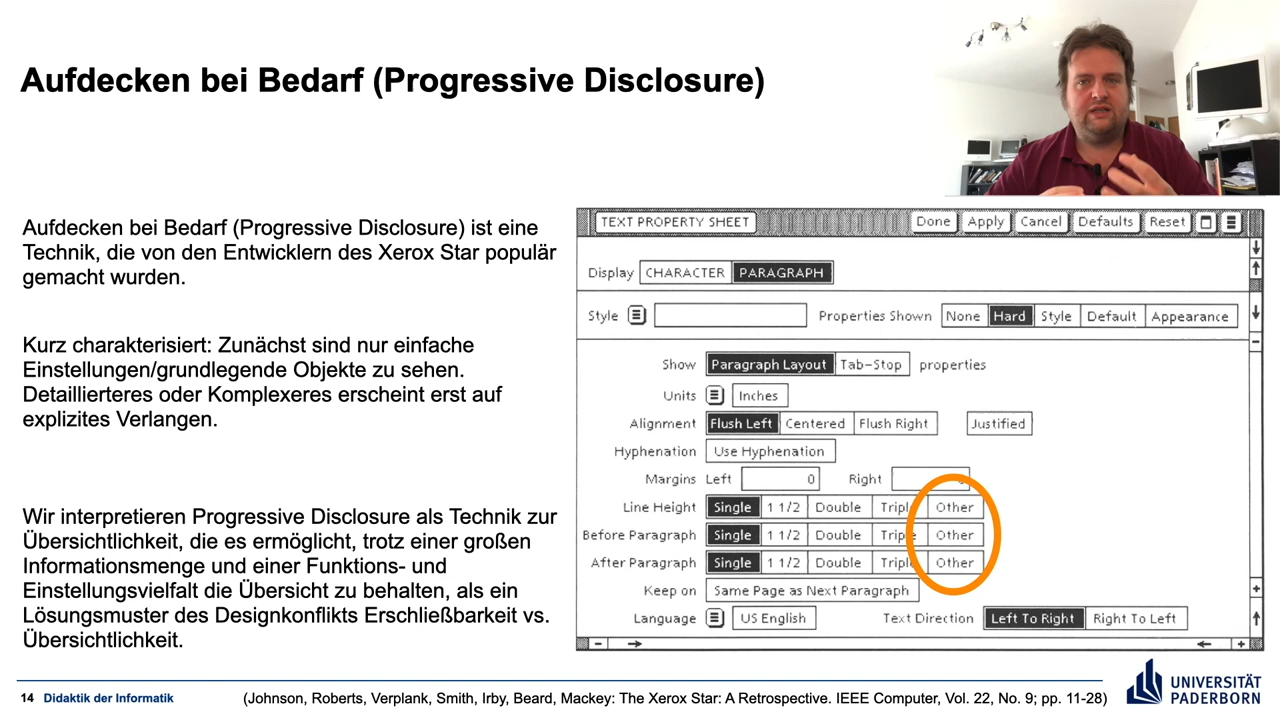 Aufdecken bei Bedarf (Progressive Disclosure)
Aufdecken bei Bedarf (Progressive Disclosure) ist eine
Technik, die von den Entwicklern des Xerox Star populär
gemacht wurden.
Kurz charakterisiert: Zunächst sind nur einfache
Einstellungen/grundlegende Objekte zu sehen.
Detaillierteres oder Komplexeres erscheint erst auf
explizites Verlangen.
Wir interpretieren Progressive Disclosure als Technik zur
Übersichtlichkeit, die es ermöglicht, trotz einer großen
Informationsmenge und einer Funktions- und
Einstellungsvielfalt die Übersicht zu behalten, als ein
Lösungsmuster des Designkonflikts Erschließbarkeit vs.
Übersichtlichkeit.
TEXT PROPERTY SHEET Done Apply Cancel Defaults Reset
Display CHARACTER PARAGRAPH
Style Properties Shown None Hard Style Default Appearance
Show Paragraph Layout Tab-Stop properties
Units Inches
Alignment Flush Left Centered Flush Right Justified
Hyphenation Use Hyphenation
Margins Left 0 Right
Line Height Single 1 1/2 Double Triple Other
Before Paragraph Single 1 1/2 Double Triple Other
After Paragraph Single 1 1/2 Double Triple Other
Keep on Same Page as Next Paragraph
Language US English Text Direction Left To Right Right To Left
14 Didaktik der Informatik
(Johnson, Roberts, Verplank, Smith, Irby, Beard, Mackey: The Xerox Star: A Retrospective. IEEE Computer, Vol. 22, No. 9; pp. 11-28)
UNIVERSITÄT
PADERBORN